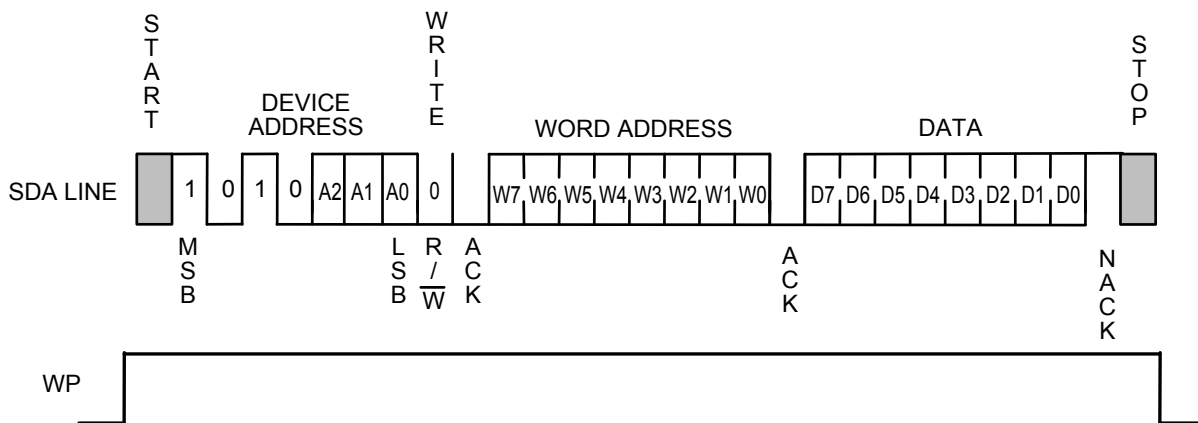 START
WRITE
STOP
DEVICE
ADDRESS
WORD ADDRESS
DATA
SDA LINE
1 0 1 0 A2 A1 A0 0 W7 W6 W5 W4 W3 W2 W1 W0 D7 D6 D5 D4 D3 D2 D1 D0
MSB
LSB
R/W
ACK
ACK
NACK
WP